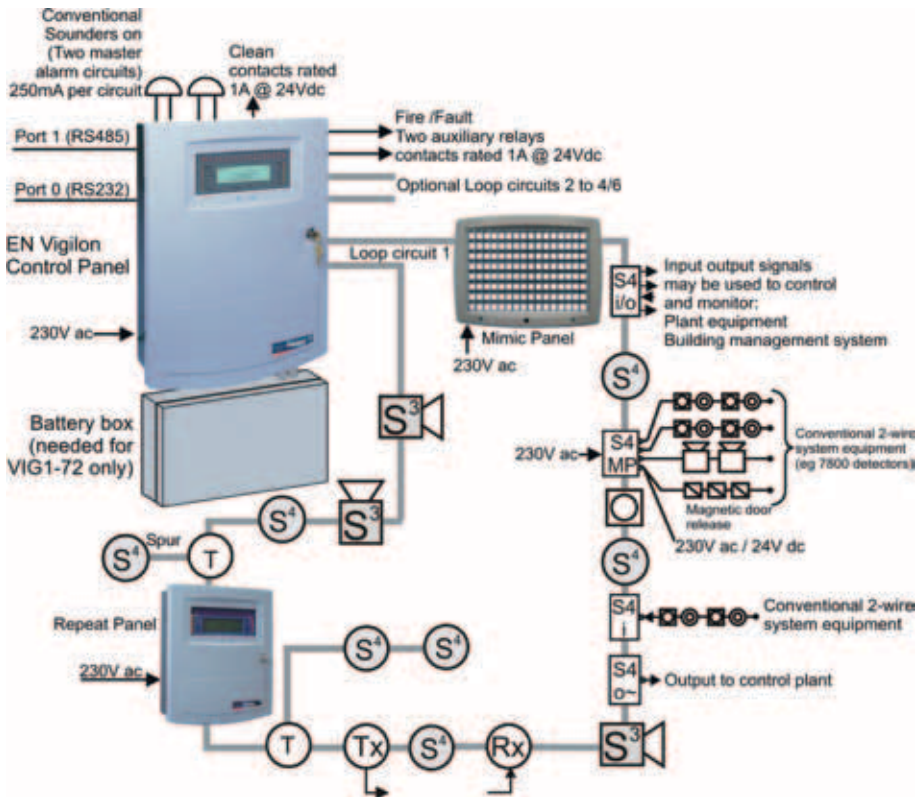 Conventional
Sounders on
(Two master
alarm circuits)
250mA per circuit
Clean
contacts rated
1A @ 24Vdc
Port 1 (RS485)
Fire /Fault
Two auxiliary relays
contacts rated 1A @ 24Vdc
Port 0 (RS232)
Optional Loop circuits 2 to 4/6
EN Vigilon
Control Panel
Loop circuit 1
230V ac
Mimic Panel
230V ac
S4
i/o
Input output signals
may be used to control
and monitor:
Plant equipment
Building management system
S4
Battery box
(needed for
VIG1-72 only)
S3
230V ac
S4
MP
Conventional 2-wire
system equipment
(eg 7800 detectors)
Magnetic door
release
230V ac / 24V dc
S4
S3
S4
Spur
T
S4
Repeat Panel
230V ac
S4
i
Conventional 2-wire
system equipment
S4
S4
S4
o~
Output to control plant
T
Tx
S4
Rx
S3